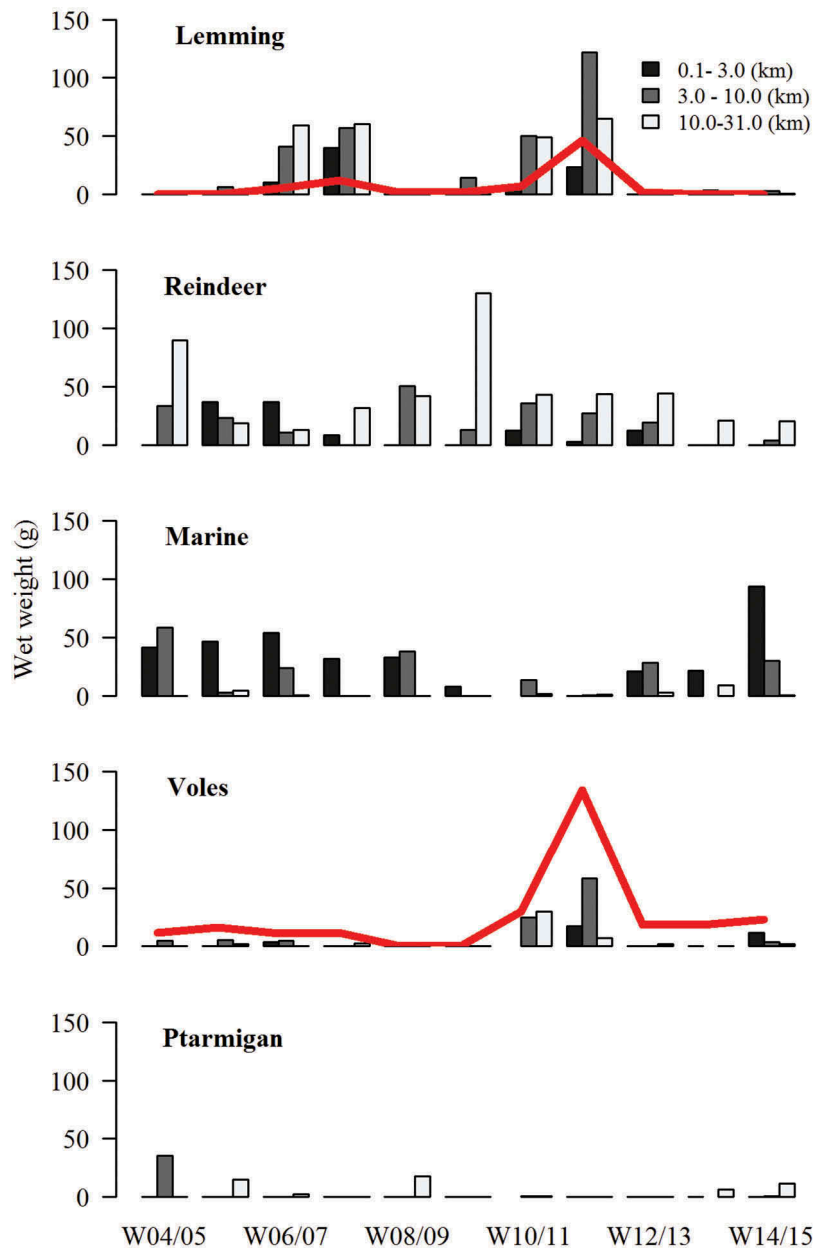 Lemming
150
100
50
0
0.1- 3.0 (km)
3.0 - 10.0 (km)
10.0-31.0 (km)
Reindeer
150
100
50
0
Wet weight (g)
Marine
150
100
50
0
Voles
150
100
50
0
Ptarmigan
150
100
50
0
W04/05 W06/07 W08/09 W10/11 W12/13 W14/15